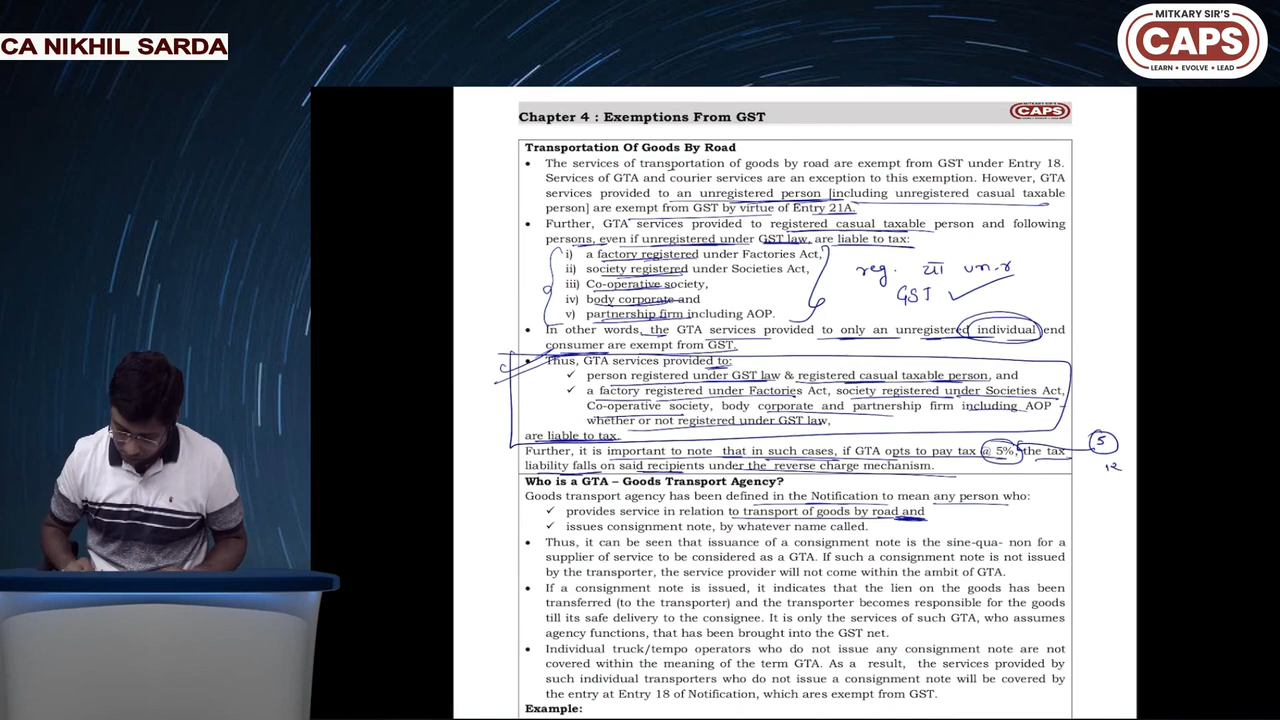 CA NIKHIL SARDA
MITKARY SIR'S
CAPS
LEARN • EVOLVE • LEAD
Chapter 4 : Exemptions From GST
CAPS
Transportation Of Goods By Road
• The services of transportation of goods by road are exempt from GST under Entry 18.
Services of GTA and courier services are an exception to this exemption. However, GTA
services provided to an unregistered person [including unregistered casual taxable
person] are exempt from GST by virtue of Entry 21A.
• Further, GTA services provided to registered casual taxable person and following
persons, even if unregistered under GST law, are liable to tax:
i) a factory registered under Factories Act,
ii) society registered under Societies Act,
iii) Co-operative society,
iv) body corporate and
v) partnership firm including AOP.
reg. या un.r
GST
• In other words, the GTA services provided to only an unregistered individual end
consumer are exempt from GST.
• Thus, GTA services provided to:
✓ person registered under GST law & registered casual taxable person, and
✓ a factory registered under Factories Act, society registered under Societies Act,
Co-operative society, body corporate and partnership firm including AOP -
whether or not registered under GST law,
are liable to tax.
Further, it is important to note that in such cases, if GTA opts to pay tax @ 5%, the tax
liability falls on said recipients under the reverse charge mechanism.
5
12
Who is a GTA – Goods Transport Agency?
Goods transport agency has been defined in the Notification to mean any person who:
✓ provides service in relation to transport of goods by road and
✓ issues consignment note, by whatever name called.
• Thus, it can be seen that issuance of a consignment note is the sine-qua- non for a
supplier of service to be considered as a GTA. If such a consignment note is not issued
by the transporter, the service provider will not come within the ambit of GTA.
• If a consignment note is issued, it indicates that the lien on the goods has been
transferred (to the transporter) and the transporter becomes responsible for the goods
till its safe delivery to the consignee. It is only the services of such GTA, who assumes
agency functions, that has been brought into the GST net.
• Individual truck/tempo operators who do not issue any consignment note are not
covered within the meaning of the term GTA. As a result, the services provided by
such individual transporters who do not issue a consignment note will be covered by
the entry at Entry 18 of Notification, which ares exempt from GST.
Example: